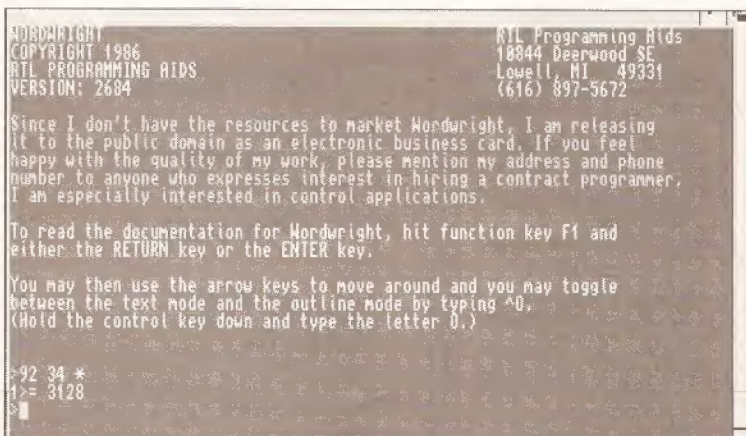 WORDWRIGHT
COPYRIGHT 1986
RTL PROGRAMMING AIDS
VERSION: 2684
RTL Programming Aids
10844 Deerwood SE
Lowell, MI 49331
(616) 897-5672
Since I don't have the resources to market Wordwright, I am releasing
it to the public domain as an electronic business card. If you feel
happy with the quality of my work, please mention my address and phone
number to anyone who expresses interest in hiring a contract programmer.
I am especially interested in control applications.
To read the documentation for Wordwright, hit function key F1 and
either the RETURN key or the ENTER key.
You may then use the arrow keys to move around and you may toggle
between the text mode and the outline mode by typing ^O.
(Hold the control key down and type the letter O.)
>92 34 *
1>= 3128
>